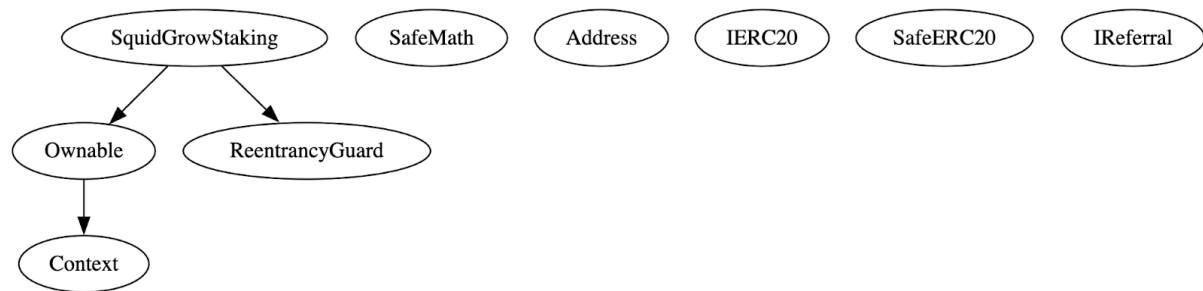 SquidGrowStaking
SafeMath
Address
IERC20
SafeERC20
IReferral
Ownable
ReentrancyGuard
Context